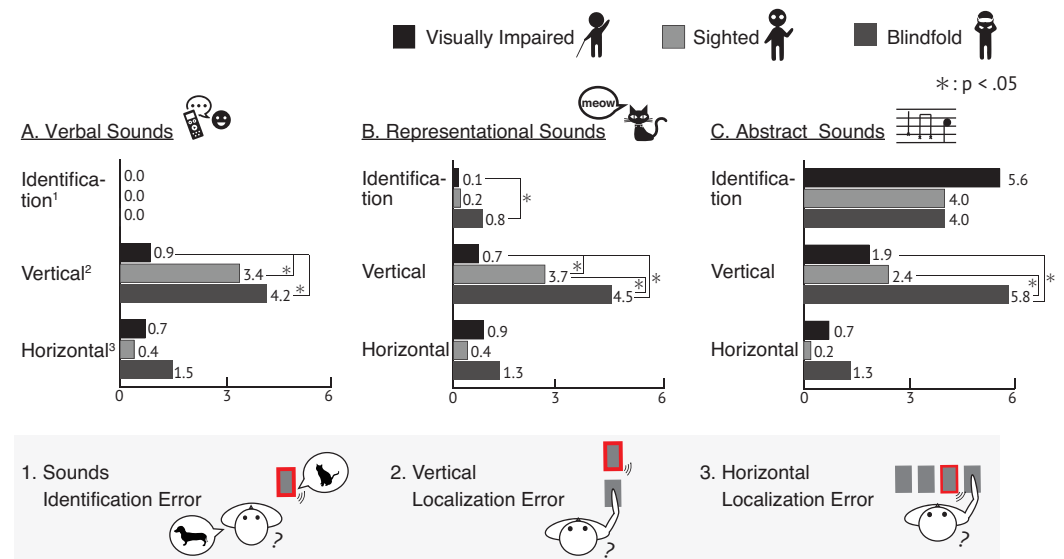 Visually Impaired
Sighted
Blindfold
*: p < .05
A. Verbal Sounds
Identifica-
tion1
0.0
0.0
0.0
Vertical2
0.9
3.4
*
4.2
*
Horizontal3
0.7
0.4
1.5
0 3 6
meow
B. Representational Sounds
Identifica-
tion
0.1
0.2
0.8
*
Vertical
0.7
3.7
*
4.5
*
*
Horizontal
0.9
0.4
1.3
0 3 6
C. Abstract Sounds
Identifica-
tion
5.6
4.0
4.0
Vertical
1.9
2.4
5.8
*
*
Horizontal
0.7
0.2
1.3
0 3 6
1. Sounds
Identification Error
?
2. Vertical
Localization Error
?
3. Horizontal
Localization Error
?